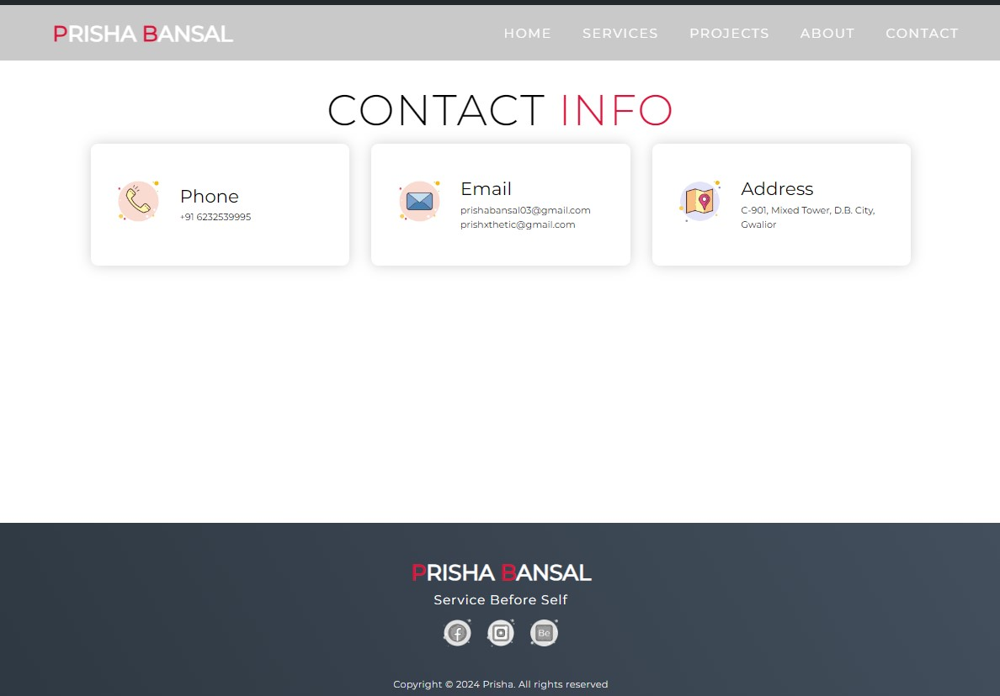 PRISHA BANSAL
HOME SERVICES PROJECTS ABOUT CONTACT
CONTACT INFO
Phone
+91 6232539995
Email
prishabansal03@gmail.com
prishxthetic@gmail.com
Address
C-901, Mixed Tower, D.B. City,
Gwalior
PRISHA BANSAL
Service Before Self
Bē
Copyright © 2024 Prisha. All rights reserved